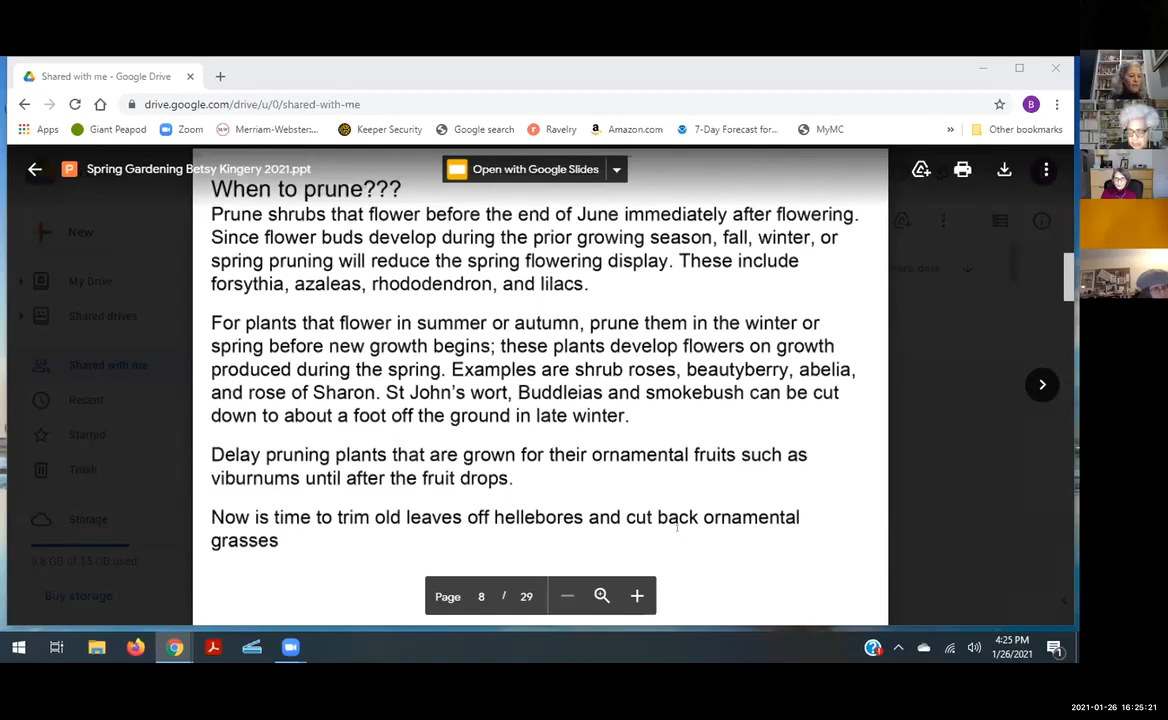 Shared with me - Google Drive
drive.google.com/drive/u/0/shared-with-me
B
Apps Giant Peapod Zoom Merriam-Webster... Keeper Security Google search Ravelry Amazon.com 7-Day Forecast for... MyMC » Other bookmarks
P Spring Gardening Betsy Kingery 2021.ppt Open with Google Slides
When to prune???
Prune shrubs that flower before the end of June immediately after flowering.
Since flower buds develop during the prior growing season, fall, winter, or
spring pruning will reduce the spring flowering display. These include
forsythia, azaleas, rhododendron, and lilacs.
For plants that flower in summer or autumn, prune them in the winter or
spring before new growth begins; these plants develop flowers on growth
produced during the spring. Examples are shrub roses, beautyberry, abelia,
and rose of Sharon. St John's wort, Buddleias and smokebush can be cut
down to about a foot off the ground in late winter.
Delay pruning plants that are grown for their ornamental fruits such as
viburnums until after the fruit drops.
Now is time to trim old leaves off hellebores and cut back ornamental
grasses
New
My Drive
Shared drives
Shared with me
Recent
Starred
Trash
Storage
GB of 15 GB used
Buy storage
Share date
Page 8 / 29
4:25 PM
1/26/2021
1
2021-01-26 16:25:21